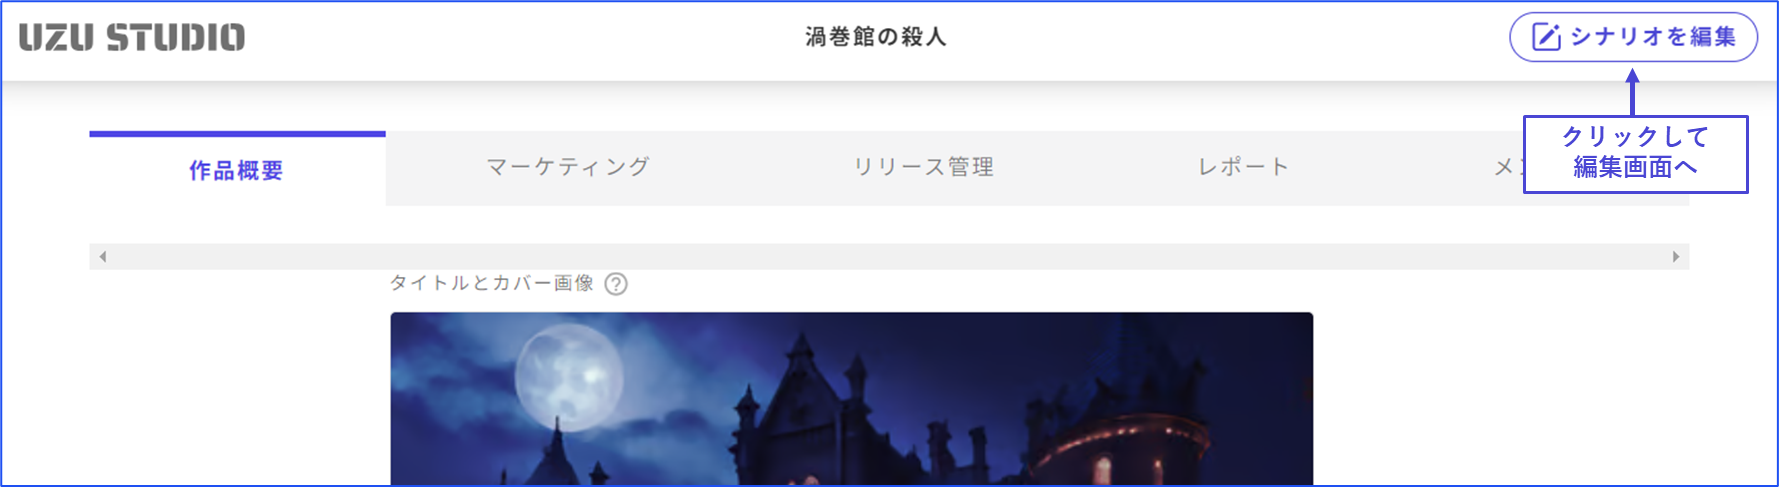 UZU STUDIO
渦巻館の殺人
シナリオを編集
クリックして
編集画面へ
作品概要
マーケティング
リリース管理
レポート
メン
タイトルとカバー画像